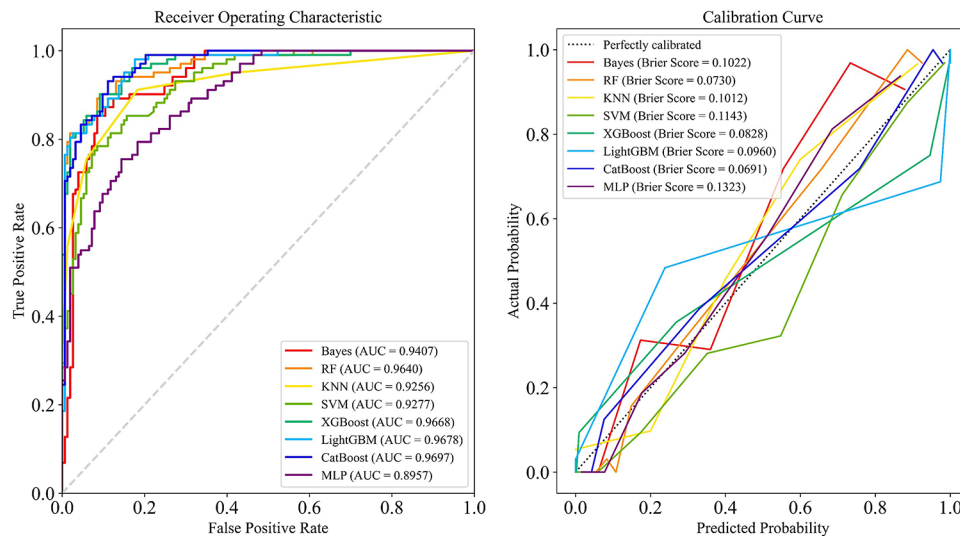 Receiver Operating Characteristic
1.0
0.8
0.6
0.4
0.2
0.0
True Positive Rate
Bayes (AUC = 0.9407)
RF (AUC = 0.9640)
KNN (AUC = 0.9256)
SVM (AUC = 0.9277)
XGBoost (AUC = 0.9668)
LightGBM (AUC = 0.9678)
CatBoost (AUC = 0.9697)
MLP (AUC = 0.8957)
0.0 0.2 0.4 0.6 0.8 1.0
False Positive Rate
Calibration Curve
1.0
0.8
0.6
0.4
0.2
0.0
Actual Probability
Perfectly calibrated
Bayes (Brier Score = 0.1022)
RF (Brier Score = 0.0730)
KNN (Brier Score = 0.1012)
SVM (Brier Score = 0.1143)
XGBoost (Brier Score = 0.0828)
LightGBM (Brier Score = 0.0960)
CatBoost (Brier Score = 0.0691)
MLP (Brier Score = 0.1323)
0.0 0.2 0.4 0.6 0.8 1.0
Predicted Probability